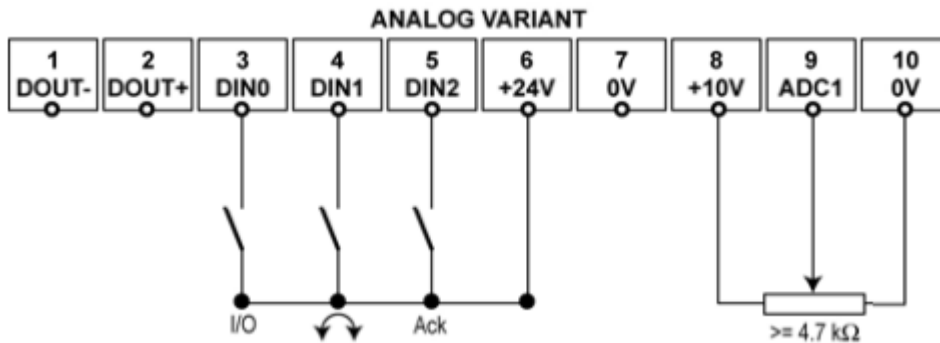 ANALOG VARIANT
1 2 3 4 5 6 7 8 9 10
DOUT- DOUT+ DIN0 DIN1 DIN2 +24V 0V +10V ADC1 0V
I/O Ack >= 4.7 kΩ